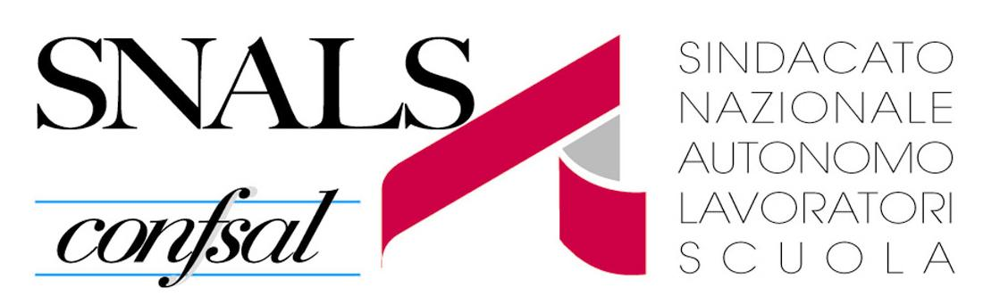 SNALS
confsal
SINDACATO
NAZIONALE
AUTONOMO
LAVORATORI
SCUOLA